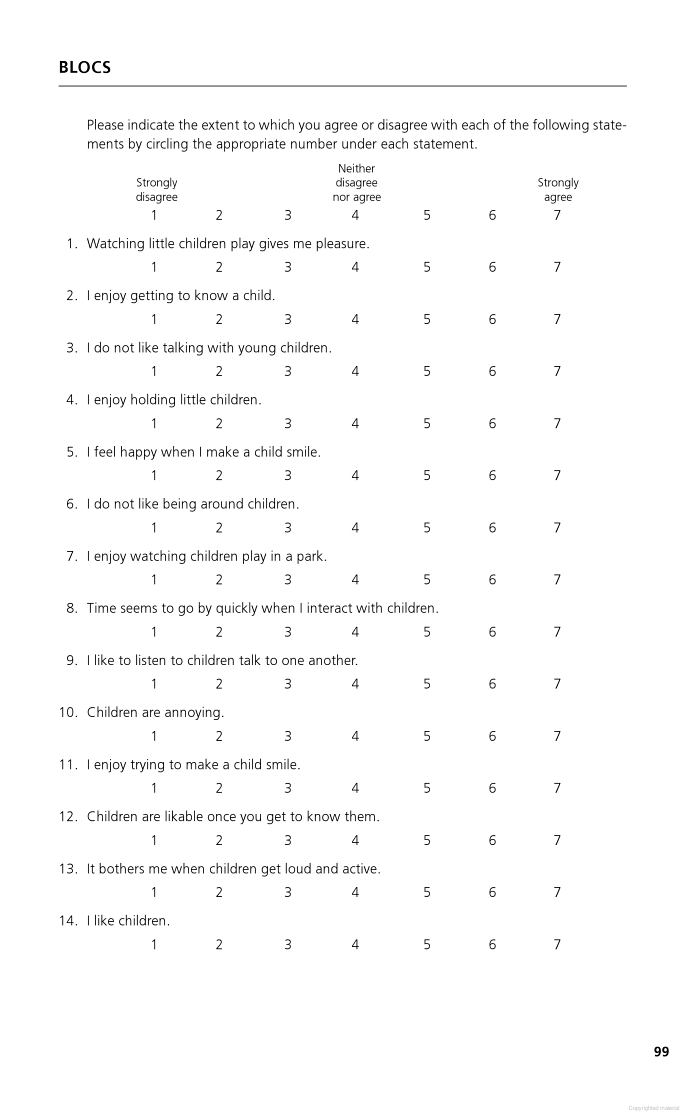 BLOCS
Please indicate the extent to which you agree or disagree with each of the following state-
ments by circling the appropriate number under each statement.
Neither
Strongly disagree Strongly
disagree nor agree agree
1 2 3 4 5 6 7
1. Watching little children play gives me pleasure.
1 2 3 4 5 6 7
2. I enjoy getting to know a child.
1 2 3 4 5 6 7
3. I do not like talking with young children.
1 2 3 4 5 6 7
4. I enjoy holding little children.
1 2 3 4 5 6 7
5. I feel happy when I make a child smile.
1 2 3 4 5 6 7
6. I do not like being around children.
1 2 3 4 5 6 7
7. I enjoy watching children play in a park.
1 2 3 4 5 6 7
8. Time seems to go by quickly when I interact with children.
1 2 3 4 5 6 7
9. I like to listen to children talk to one another.
1 2 3 4 5 6 7
10. Children are annoying.
1 2 3 4 5 6 7
11. I enjoy trying to make a child smile.
1 2 3 4 5 6 7
12. Children are likable once you get to know them.
1 2 3 4 5 6 7
13. It bothers me when children get loud and active.
1 2 3 4 5 6 7
14. I like children.
1 2 3 4 5 6 7
99
Copyrighted material